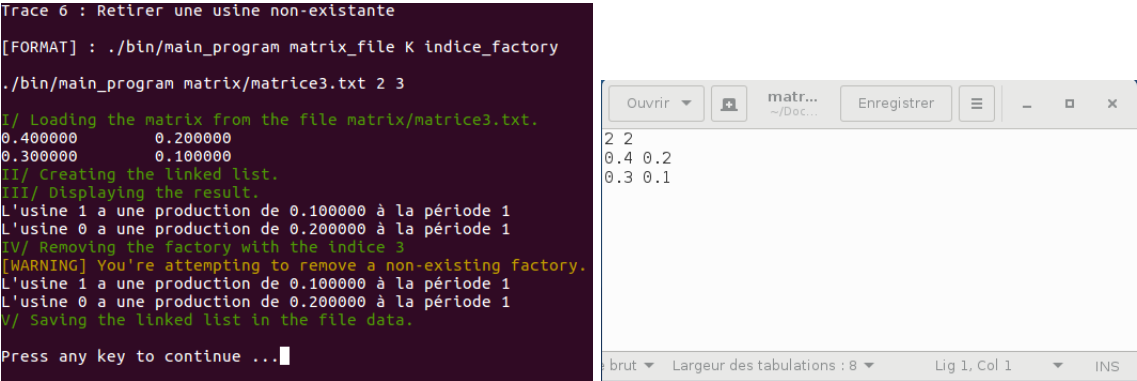 Trace 6 : Retirer une usine non-existante
[FORMAT] : ./bin/main_program matrix_file K indice_factory
./bin/main_program matrix/matrice3.txt 2 3
I/ Loading the matrix from the file matrix/matrice3.txt.
0.400000 0.200000
0.300000 0.100000
II/ Creating the linked list.
III/ Displaying the result.
L'usine 1 a une production de 0.100000 à la période 1
L'usine 0 a une production de 0.200000 à la période 1
IV/ Removing the factory with the indice 3
[WARNING] You're attempting to remove a non-existing factory.
L'usine 1 a une production de 0.100000 à la période 1
L'usine 0 a une production de 0.200000 à la période 1
V/ Saving the linked list in the file data.
Press any key to continue ...
Ouvrir matr... Enregistrer
~/Doc...
2 2
0.4 0.2
0.3 0.1
brut Largeur des tabulations : 8 Lig 1, Col 1 INS